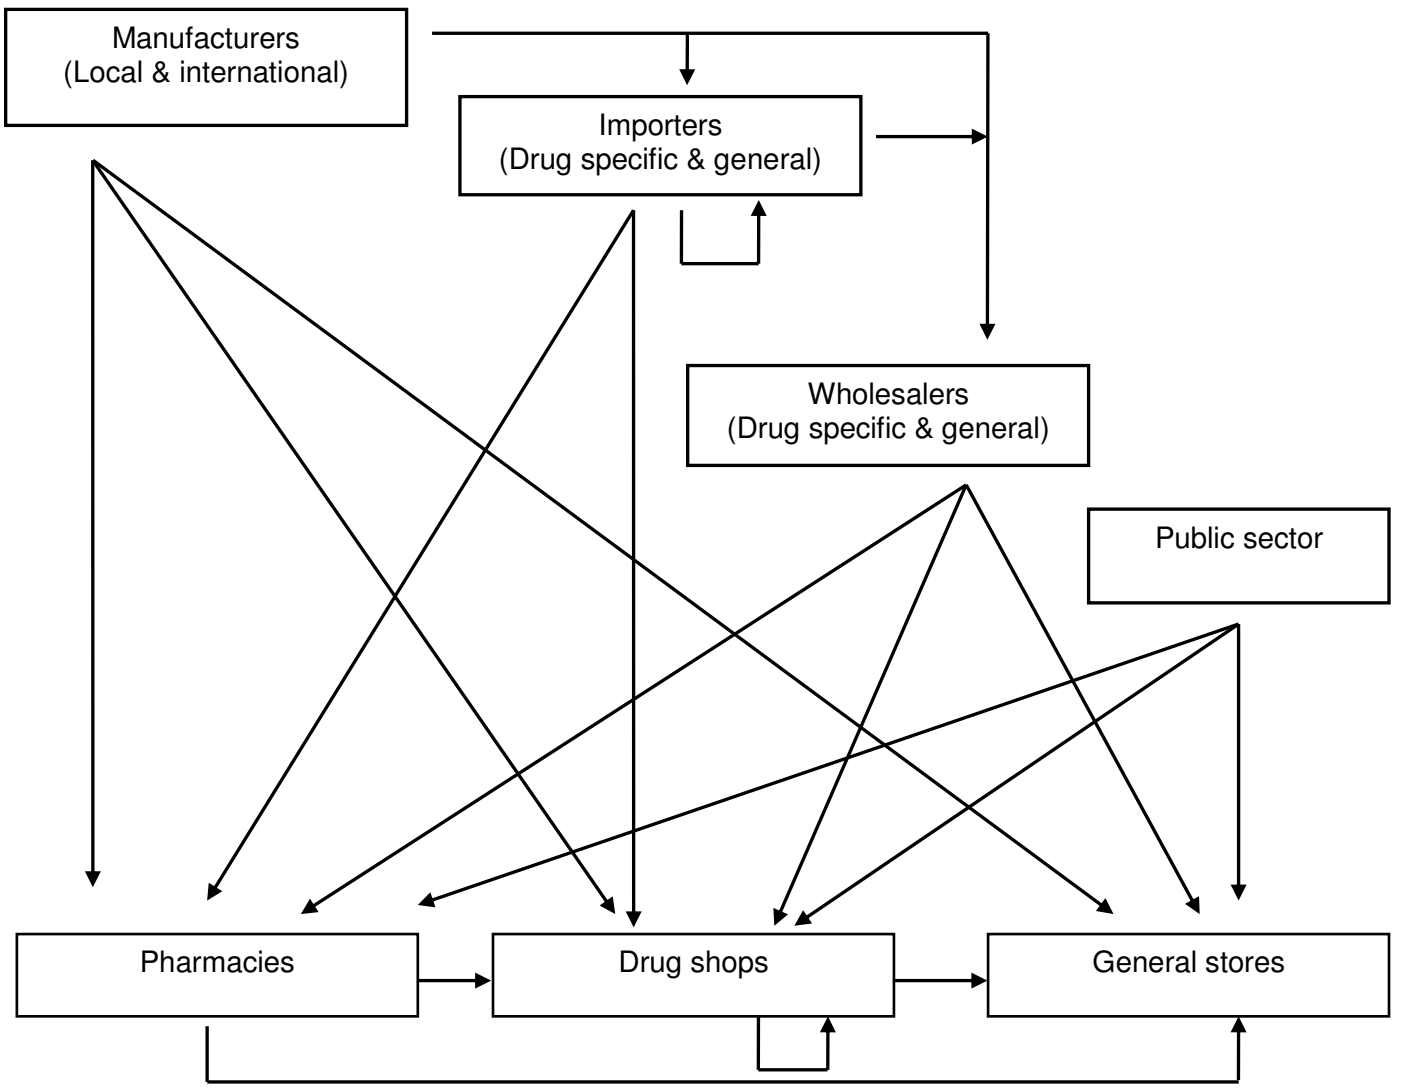 Manufacturers
(Local & international)
Importers
(Drug specific & general)
Wholesalers
(Drug specific & general)
Public sector
Pharmacies
Drug shops
General stores